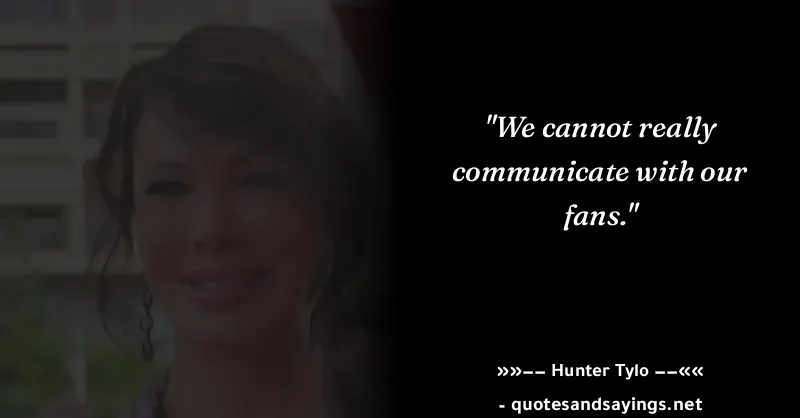 "We cannot really
communicate with our
fans."
»»−− Hunter Tylo −−««
- quotesandsayings.net